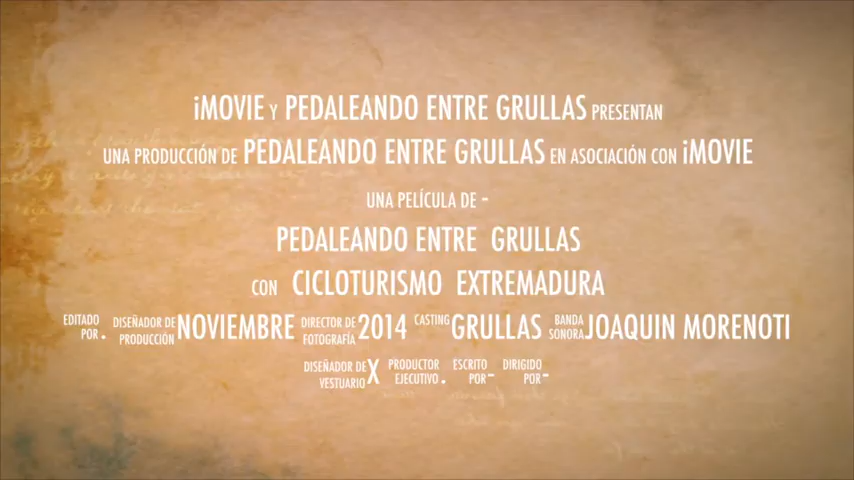 iMOVIE Y PEDALEANDO ENTRE GRULLAS PRESENTAN
UNA PRODUCCIÓN DE PEDALEANDO ENTRE GRULLAS EN ASOCIACIÓN CON iMOVIE
UNA PELÍCULA DE -
PEDALEANDO ENTRE GRULLAS
CON CICLOTURISMO EXTREMADURA
EDITADO POR. DISEÑADOR DE PRODUCCIÓN NOVIEMBRE DIRECTOR DE FOTOGRAFÍA 2014 CASTING GRULLAS BANDA SONORA JOAQUIN MORENOTI
DISEÑADOR DE VESTUARIO X PRODUCTOR EJECUTIVO. ESCRITO POR- DIRIGIDO POR-